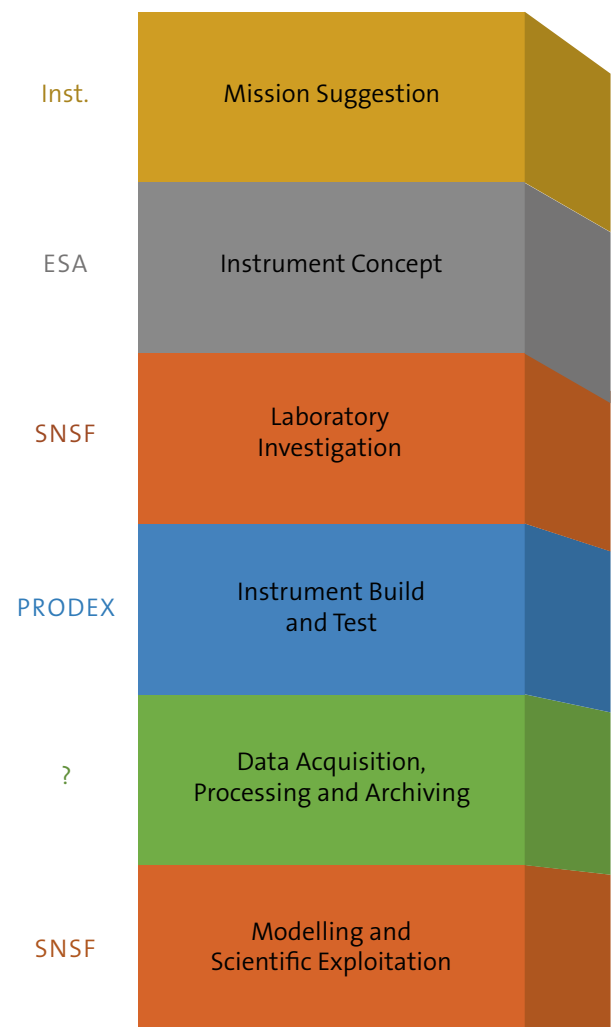 Inst.
Mission Suggestion
ESA
Instrument Concept
SNSF
Laboratory
Investigation
PRODEX
Instrument Build
and Test
?
Data Acquisition,
Processing and Archiving
SNSF
Modelling and
Scientific Exploitation